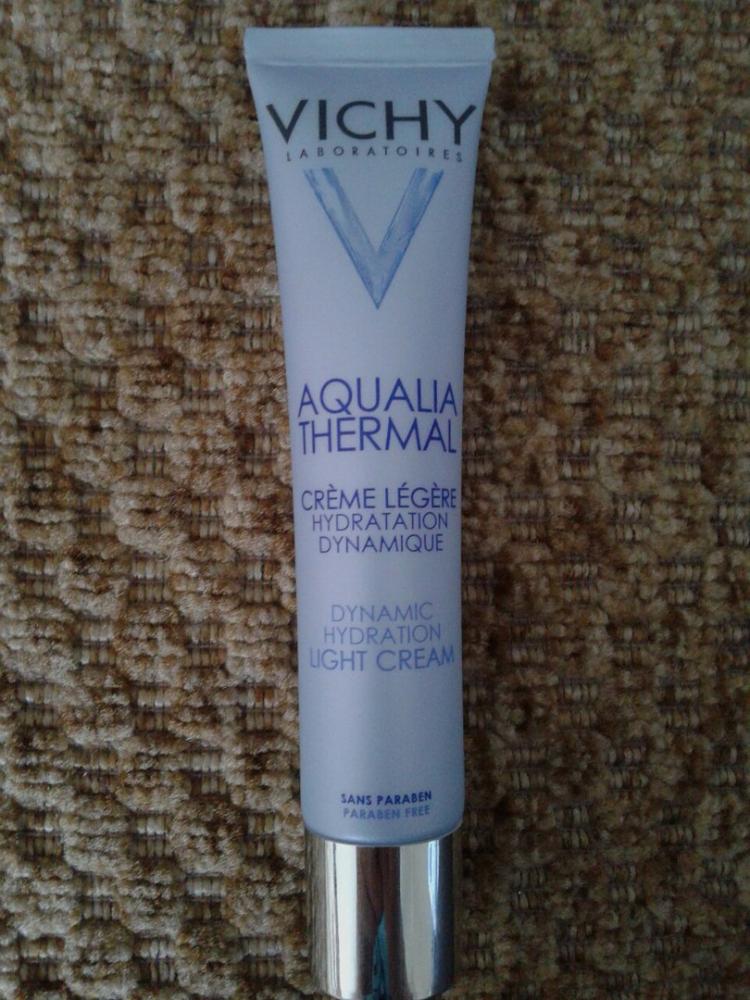 VICHY
LABORATOIRES
AQUALIA
THERMAL
CRÈME LÉGÈRE
HYDRATATION
DYNAMIQUE
DYNAMIC
HYDRATION
LIGHT CREAM
SANS PARABEN
PARABEN FREE